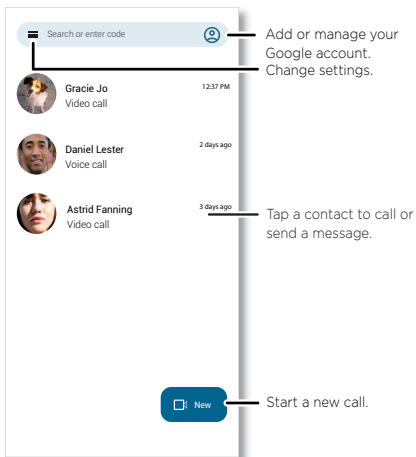 Search or enter code
Add or manage your
Google account.
Change settings.
Gracie Jo
12:37 PM
Video call
Daniel Lester
2 days ago
Voice call
Astrid Fanning
3 days ago
Video call
Tap a contact to call or
send a message.
New
Start a new call.